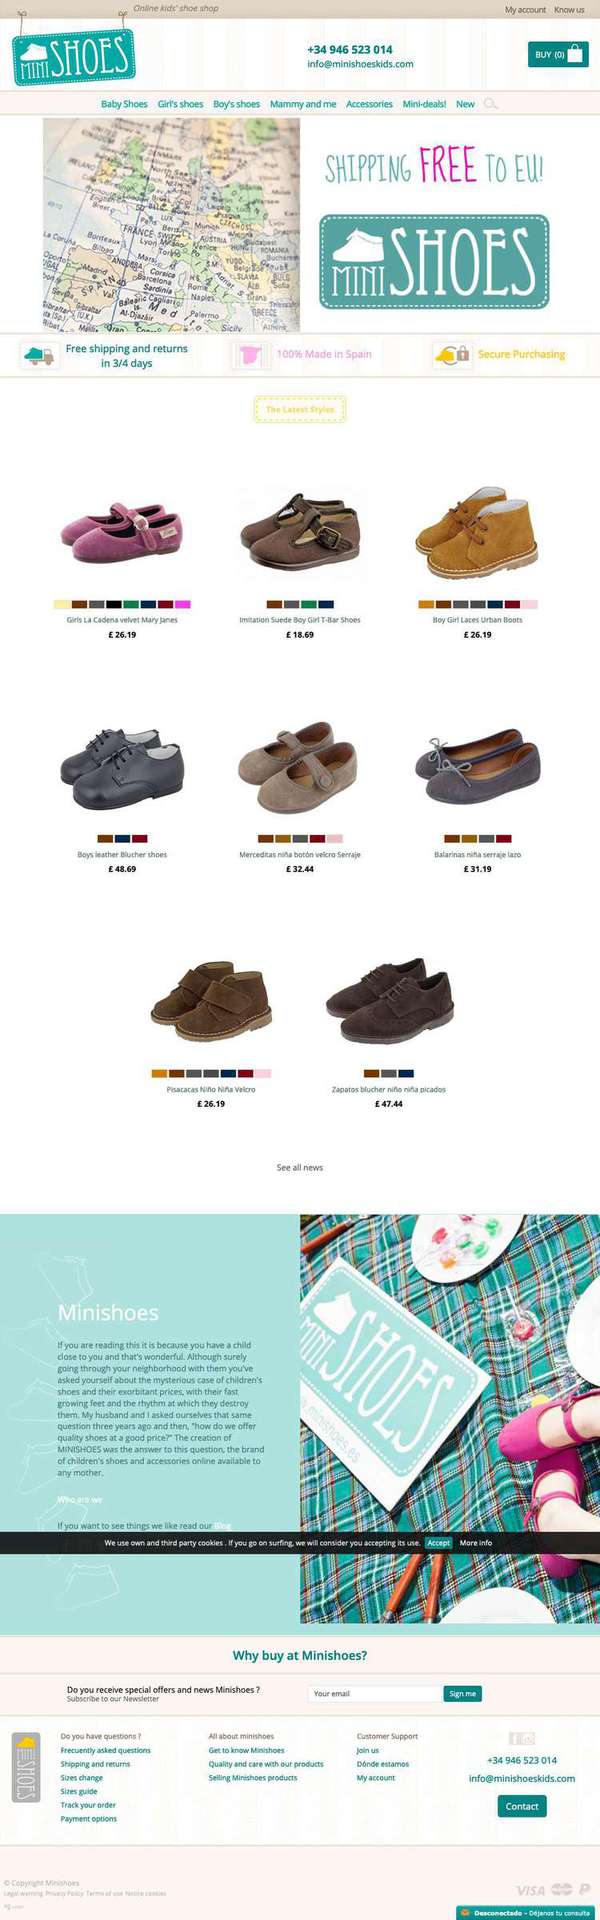 Online kids' shoe shop
My account
Know us
MINI SHOES
+34 946 523 014
info@minishoeskids.com
BUY (0)
Baby Shoes
Girl's shoes
Boy's shoes
Mammy and me
Accessories
Mini-deals!
New
SHIPPING FREE TO EU!
MINI SHOES
Free shipping and returns
in 3/4 days
100% Made in Spain
Secure Purchasing
The Latest Styles
Girls La Cadena velvet Mary Janes
£ 26.19
Imitation Suede Boy Girl T-Bar Shoes
£ 18.69
Boy Girl Laces Urban Boots
£ 26.19
Boys leather Blucher shoes
£ 48.69
Merceditas niña botón velcro Serraje
£ 32.44
Balarinas niña serraje lazo
£ 31.19
Pisacacas Niño Niña Velcro
£ 26.19
Zapatos blucher niño niña picados
£ 47.44
See all news
Minishoes
If you are reading this it is because you have a child
close to you and that's wonderful. Although surely
going through your neighborhood with them you've
asked yourself about the mysterious case of children's
shoes and their exorbitant prices, with their fast
growing feet and the rhythm at which they destroy
them. My husband and I asked ourselves that same
question three years ago and then, "how do we offer
quality shoes at a good price?" The creation of
MINISHOES was the answer to this question, the brand
of children's shoes and accessories online available to
any mother.
Who are we
If you want to see things we like read our Blog
MINI SHOES
www.minishoes.es
We use own and third party cookies . If you go on surfing, we will consider you accepting its use.
Accept
More info
Why buy at Minishoes?
Do you receive special offers and news Minishoes ?
Subscribe to our Newsletter
Your email
Sign me
MINI SHOES
Do you have questions ?
Frecuently asked questions
Shipping and returns
Sizes change
Sizes guide
Track your order
Payment options
All about minishoes
Get to know Minishoes
Quality and care with our products
Selling Minishoes products
Customer Support
Join us
Dónde estamos
My account
+34 946 523 014
info@minishoeskids.com
Contact
© Copyright Minishoes
Legal warning Privacy Policy Terms of use Notice cookies
VISA
Desconectado - Déjanos tu consulta